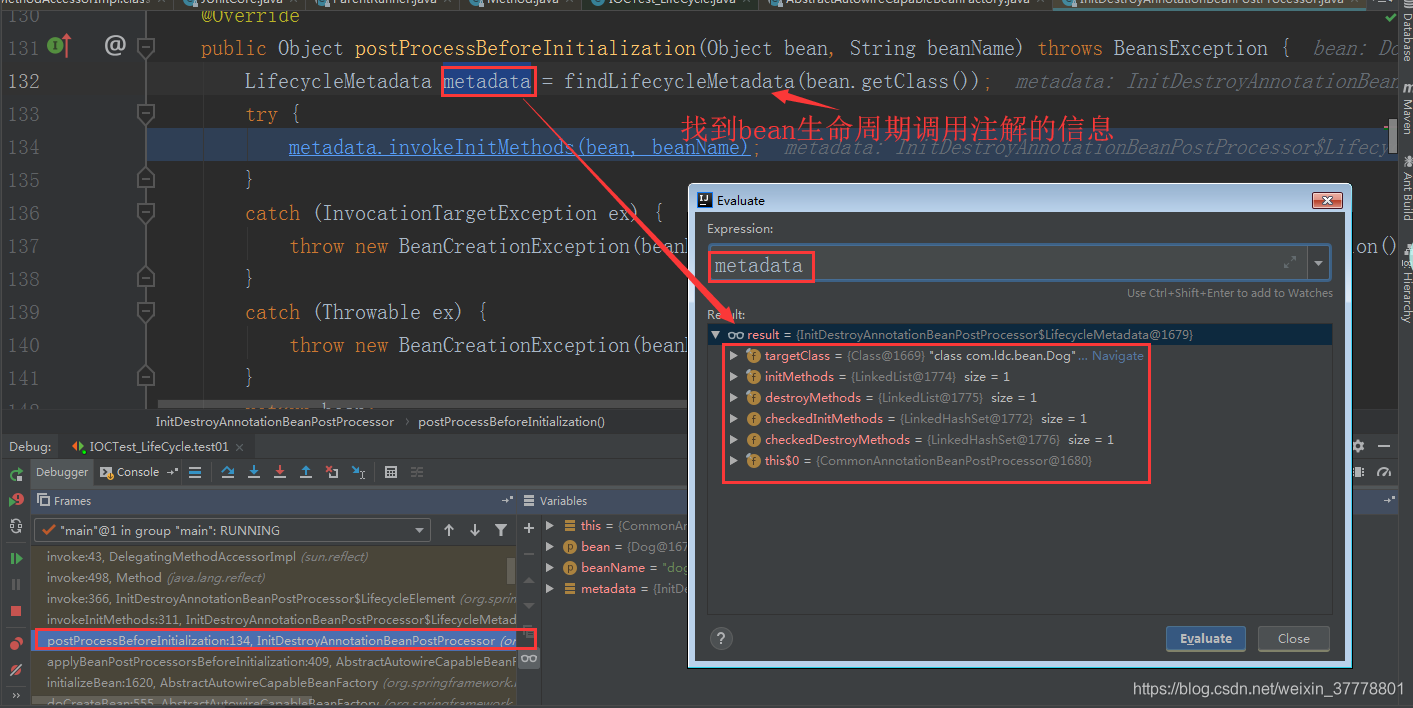 MethodAccessorImpl.class
JUnitCore.java
ParentRunner.java
Method.java
IOCTest_LifeCycle.java
AbstractAutowireCapableBeanFactory.java
InitDestroyAnnotationBeanPostProcessor.java
130 @Override
131 public Object postProcessBeforeInitialization(Object bean, String beanName) throws BeansException { bean: Do
132 LifecycleMetadata metadata = findLifecycleMetadata(bean.getClass()); metadata: InitDestroyAnnotationBean
找到bean生命周期调用注解的信息
133 try {
134 metadata.invokeInitMethods(bean, beanName); metadata: InitDestroyAnnotationBeanPostProcessor$Lifecy
135 }
136 catch (InvocationTargetException ex) {
137 throw new BeanCreationException(bean on()
138 }
139 catch (Throwable ex) {
140 throw new BeanCreationException(bean
141 }
return bean;
InitDestroyAnnotationBeanPostProcessor > postProcessBeforeInitialization()
Database
Maven
Ant Build
Hierarchy
Evaluate
Expression:
metadata
Use Ctrl+Shift+Enter to add to Watches
Result:
result = {InitDestroyAnnotationBeanPostProcessor$LifecycleMetadata@1679}
targetClass = {Class@1669} "class com.ldc.bean.Dog"... Navigate
initMethods = {LinkedList@1774} size = 1
destroyMethods = {LinkedList@1775} size = 1
checkedInitMethods = {LinkedHashSet@1772} size = 1
checkedDestroyMethods = {LinkedHashSet@1776} size = 1
this$0 = {CommonAnnotationBeanPostProcessor@1680}
?
Evaluate
Close
Debug: IOCTest_LifeCycle.test01
Debugger
Console
Frames
Variables
"main"@1 in group "main": RUNNING
invoke:43, DelegatingMethodAccessorImpl (sun.reflect)
invoke:498, Method (java.lang.reflect)
invoke:366, InitDestroyAnnotationBeanPostProcessor$LifecycleElement (org.sprin
invokeInitMethods:311, InitDestroyAnnotationBeanPostProcessor$LifecycleMetad
postProcessBeforeInitialization:134, InitDestroyAnnotationBeanPostProcessor (or
applyBeanPostProcessorsBeforeInitialization:409, AbstractAutowireCapableBeanF
initializeBean:1620, AbstractAutowireCapableBeanFactory (org.springframework.
doCreateBean:555, AbstractAutowireCapableBeanFactory (org.springframework.
this = {CommonAn
bean = {Dog@167
beanName = "dog
metadata = {InitDe
https://blog.csdn.net/weixin_37778801